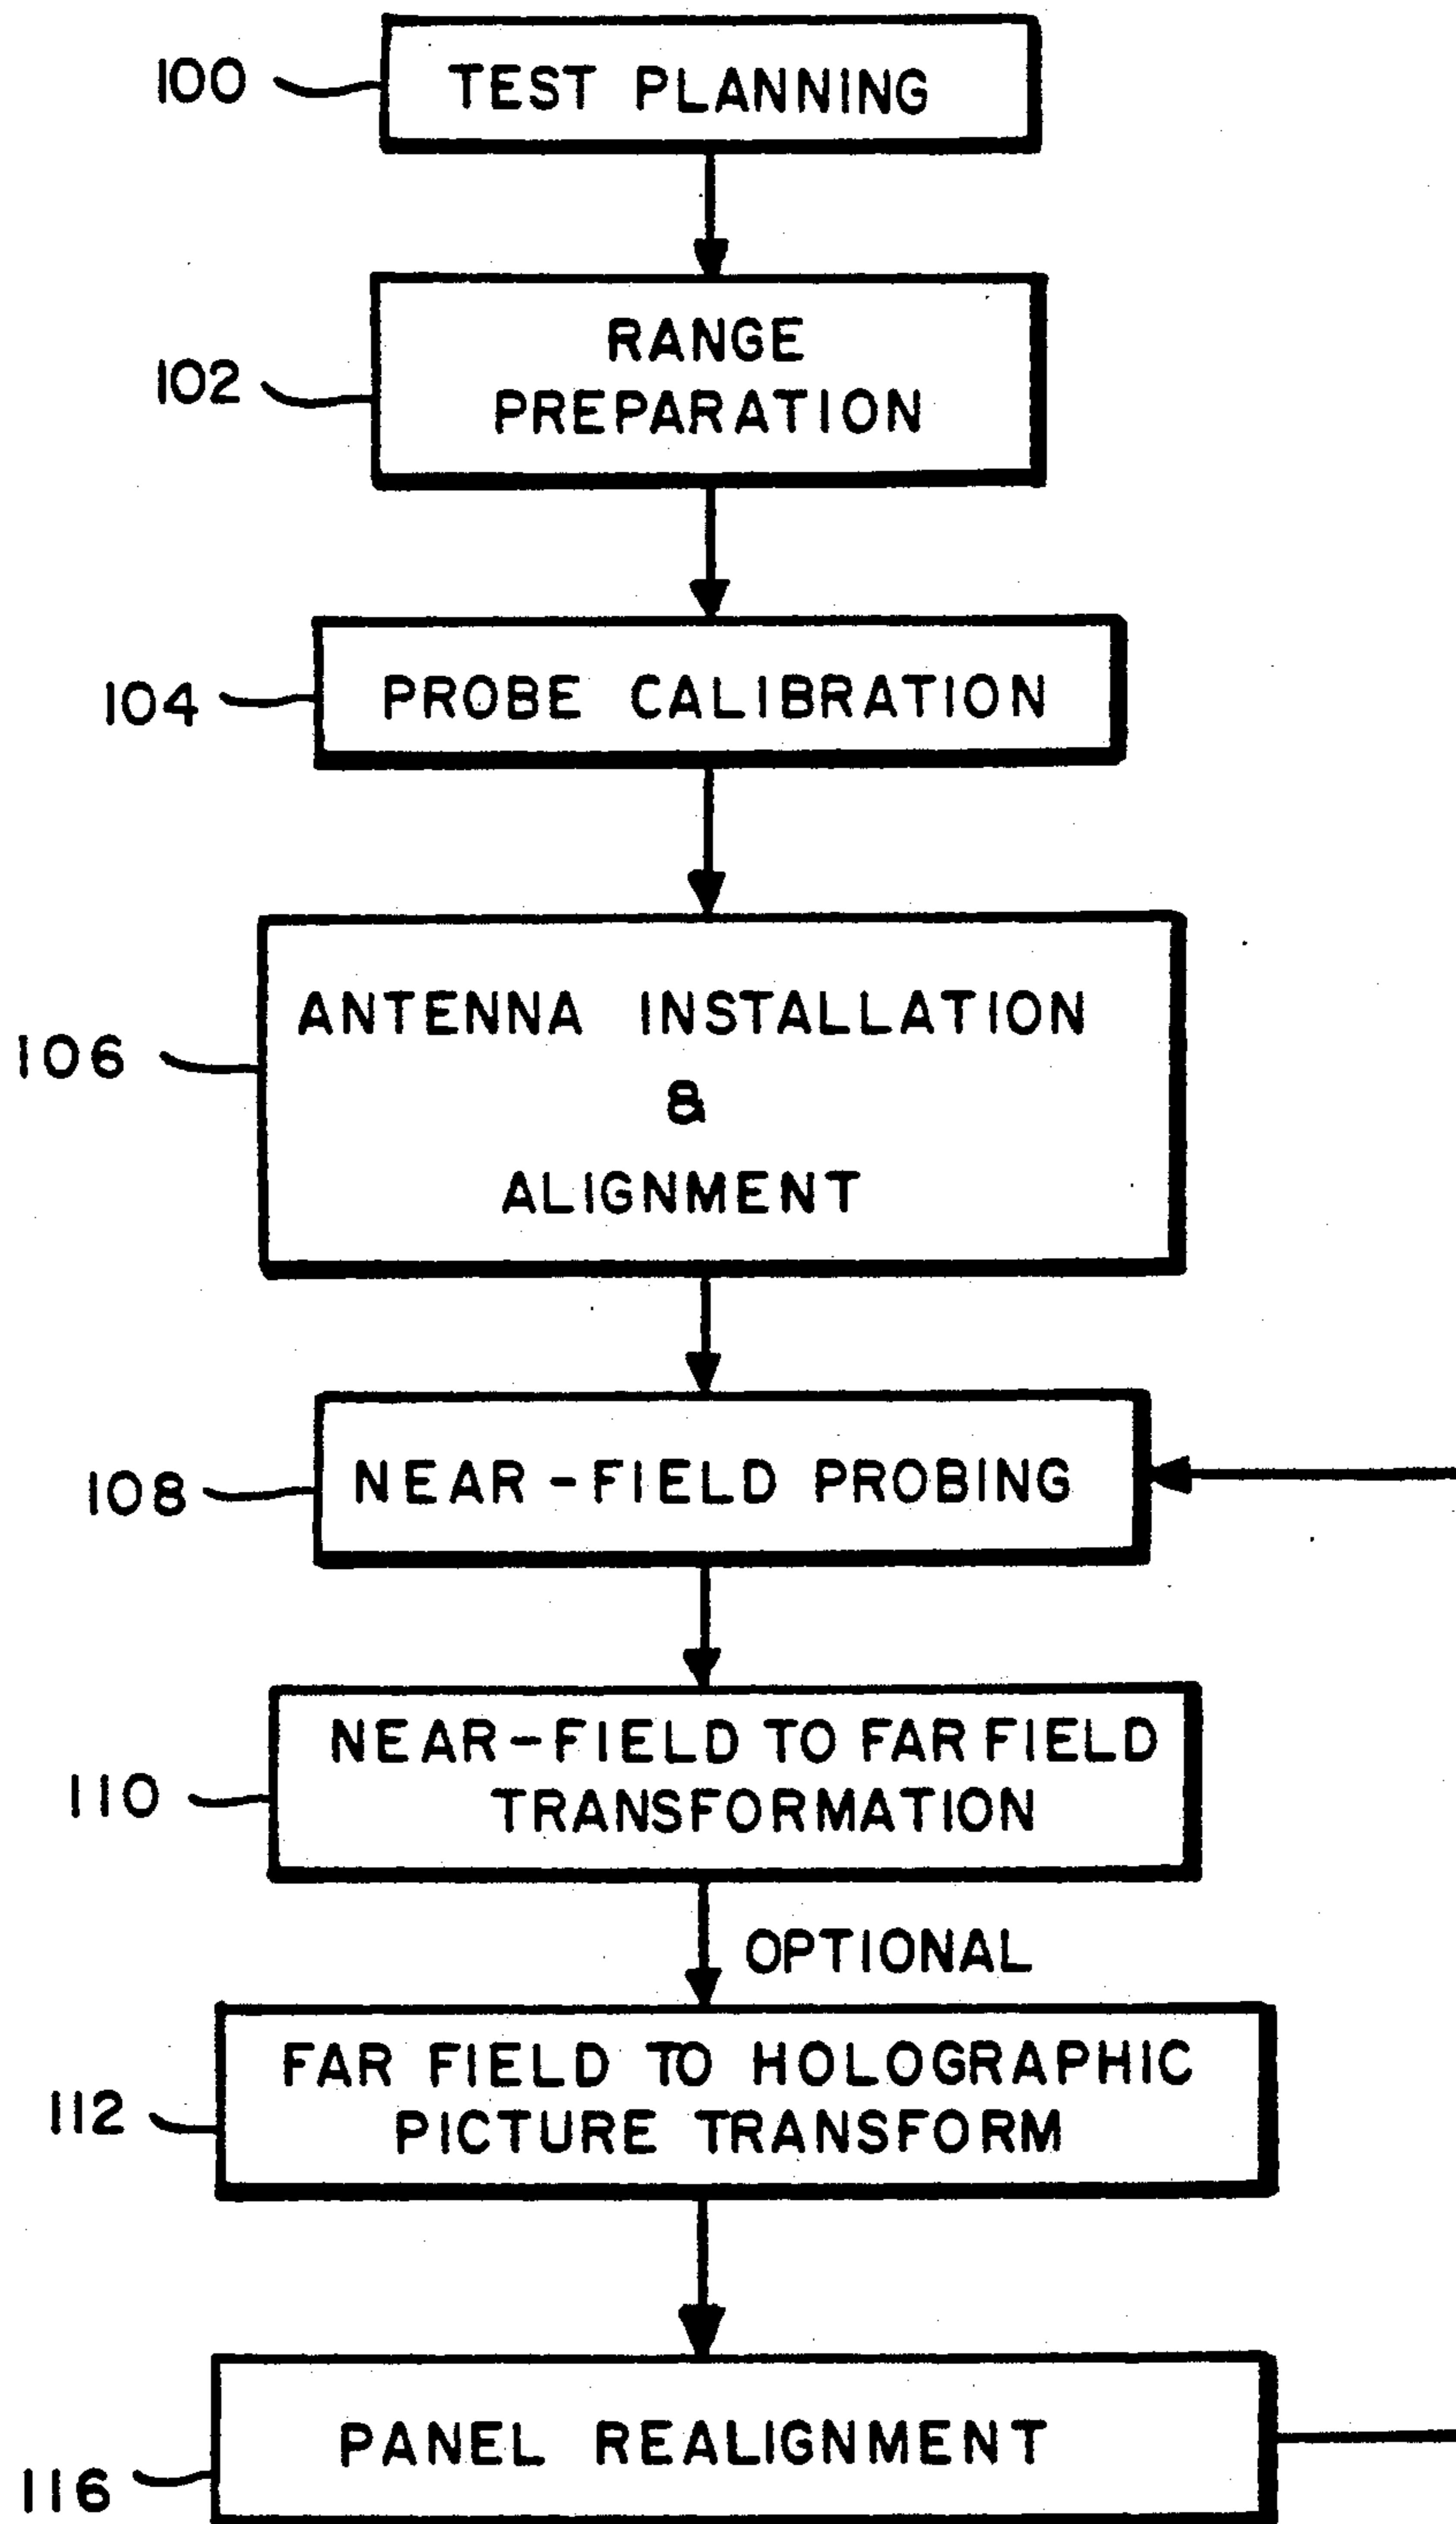 100
TEST PLANNING
102
RANGE
PREPARATION
104
PROBE CALIBRATION
106
ANTENNA INSTALLATION
&
ALIGNMENT
108
NEAR-FIELD PROBING
110
NEAR-FIELD TO FAR FIELD
TRANSFORMATION
OPTIONAL
112
FAR FIELD TO HOLOGRAPHIC
PICTURE TRANSFORM
116
PANEL REALIGNMENT